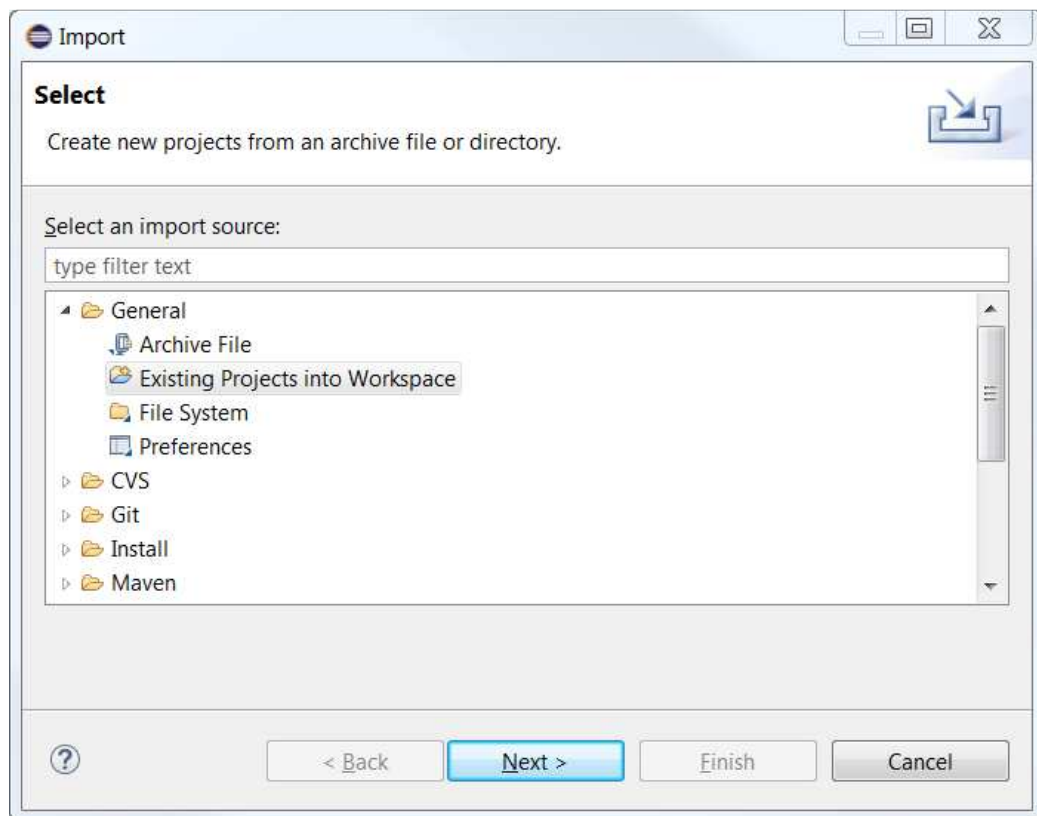 Import
Select
Create new projects from an archive file or directory.
Select an import source:
type filter text
General
Archive File
Existing Projects into Workspace
File System
Preferences
CVS
Git
Install
Maven
? < Back Next > Finish Cancel